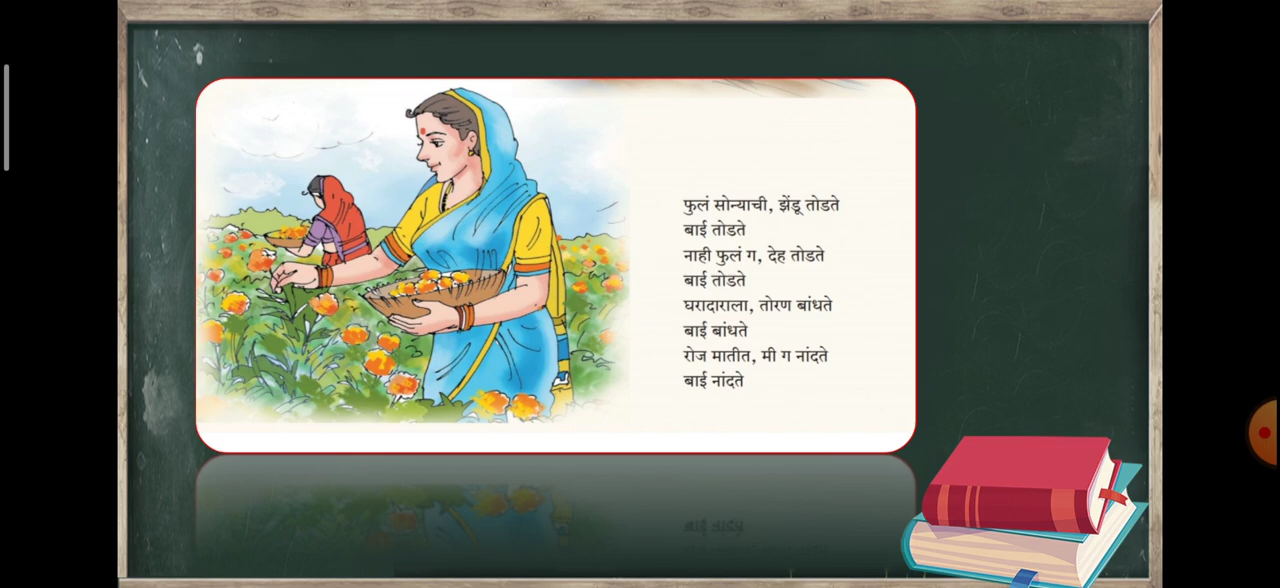 फुलं सोन्याची, झेंडू तोडते
बाई तोडते
नाही फुलं ग, देह तोडते
बाई तोडते
घरादाराला, तोरण बांधते
बाई बांधते
रोज मातीत, मी ग नांदते
बाई नांदते